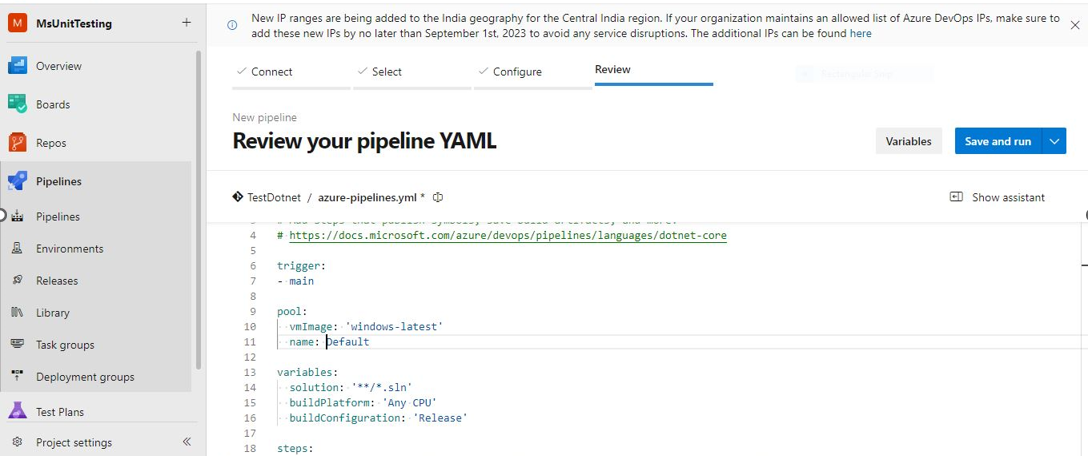 M MsUnitTesting +
New IP ranges are being added to the India geography for the Central India region. If your organization maintains an allowed list of Azure DevOps IPs, make sure to
add these new IPs by no later than September 1st, 2023 to avoid any service disruptions. The additional IPs can be found here
Overview
Boards
Repos
Pipelines
Pipelines
Environments
Releases
Library
Task groups
Deployment groups
Test Plans
Project settings
Connect
Select
Configure
Review
New pipeline
Review your pipeline YAML
Variables
Save and run
TestDotnet / azure-pipelines.yml *
Show assistant
4 # https://docs.microsoft.com/azure/devops/pipelines/languages/dotnet-core
5
6 trigger:
7 - main
8
9 pool:
10 vmImage: 'windows-latest'
11 name: Default
12
13 variables:
14 solution: '**/*.sln'
15 buildPlatform: 'Any CPU'
16 buildConfiguration: 'Release'
17
18 steps: